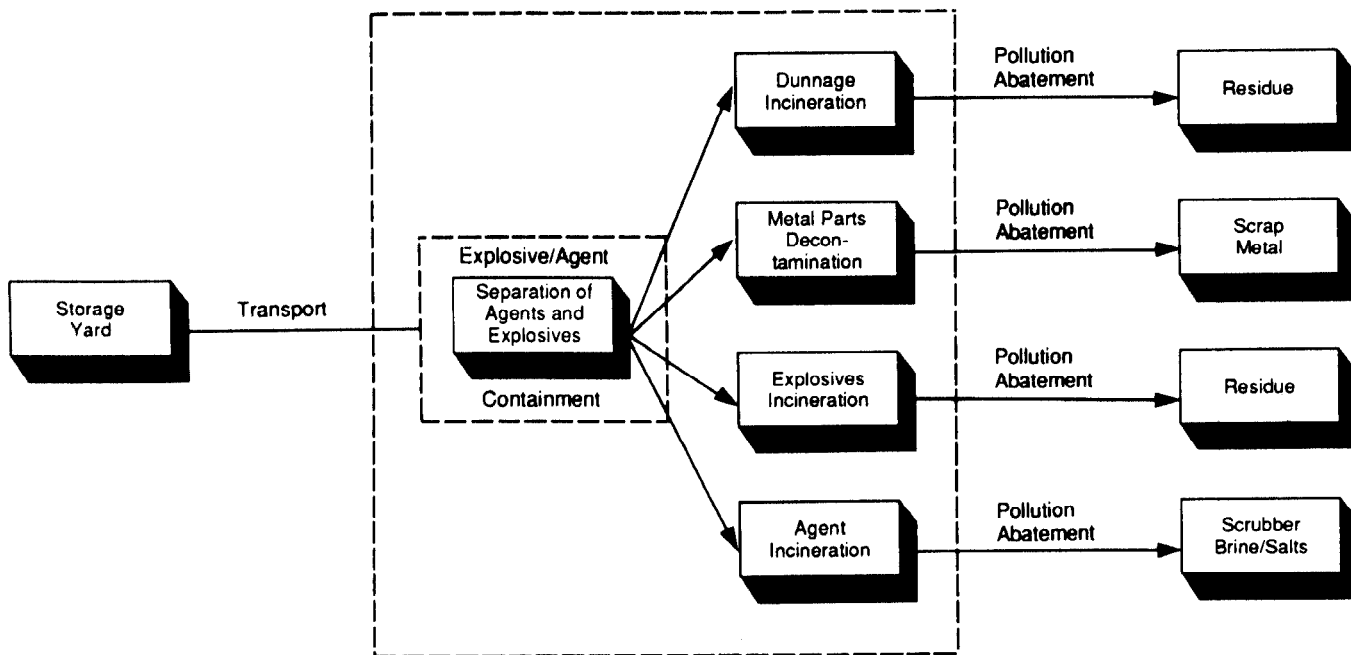 Storage
Yard
Transport
Explosive/Agent
Separation of
Agents and
Explosives
Containment
Dunnage
Incineration
Pollution
Abatement
Residue
Metal Parts
Decon-
tamination
Pollution
Abatement
Scrap
Metal
Explosives
Incineration
Pollution
Abatement
Residue
Agent
Incineration
Pollution
Abatement
Scrubber
Brine/Salts